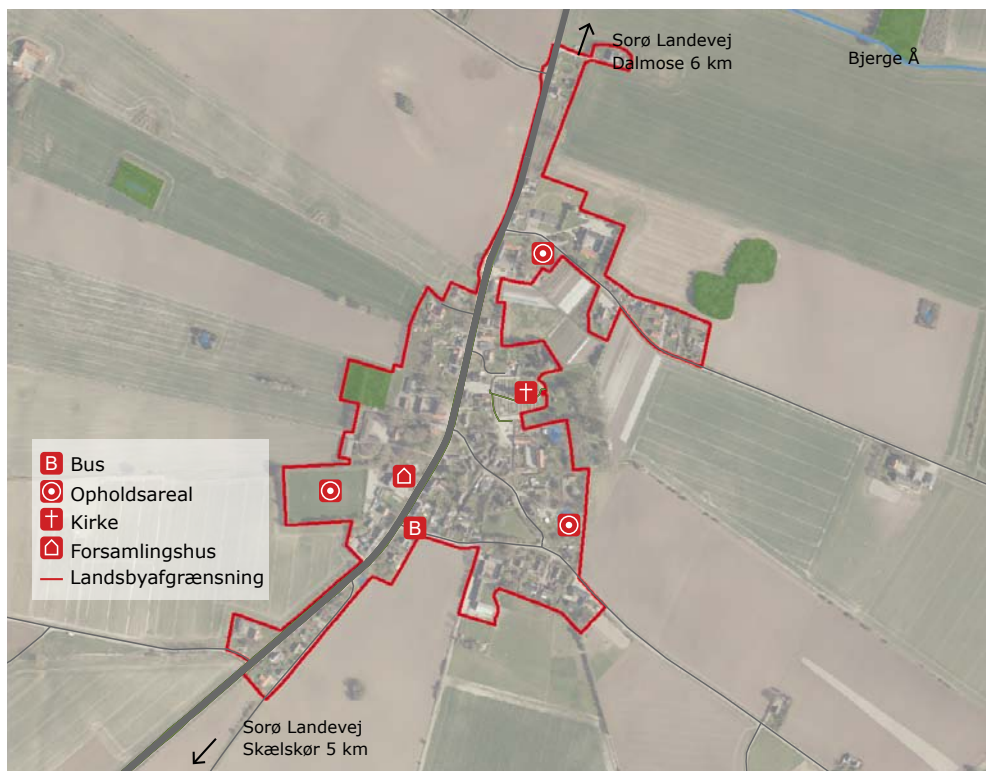 Sorø Landevej
Dalmose 6 km
Bjerge Å
B Bus
Opholdsareal
Kirke
Forsamlingshus
Landsbyafgrænsning
B
Sorø Landevej
Skælskør 5 km